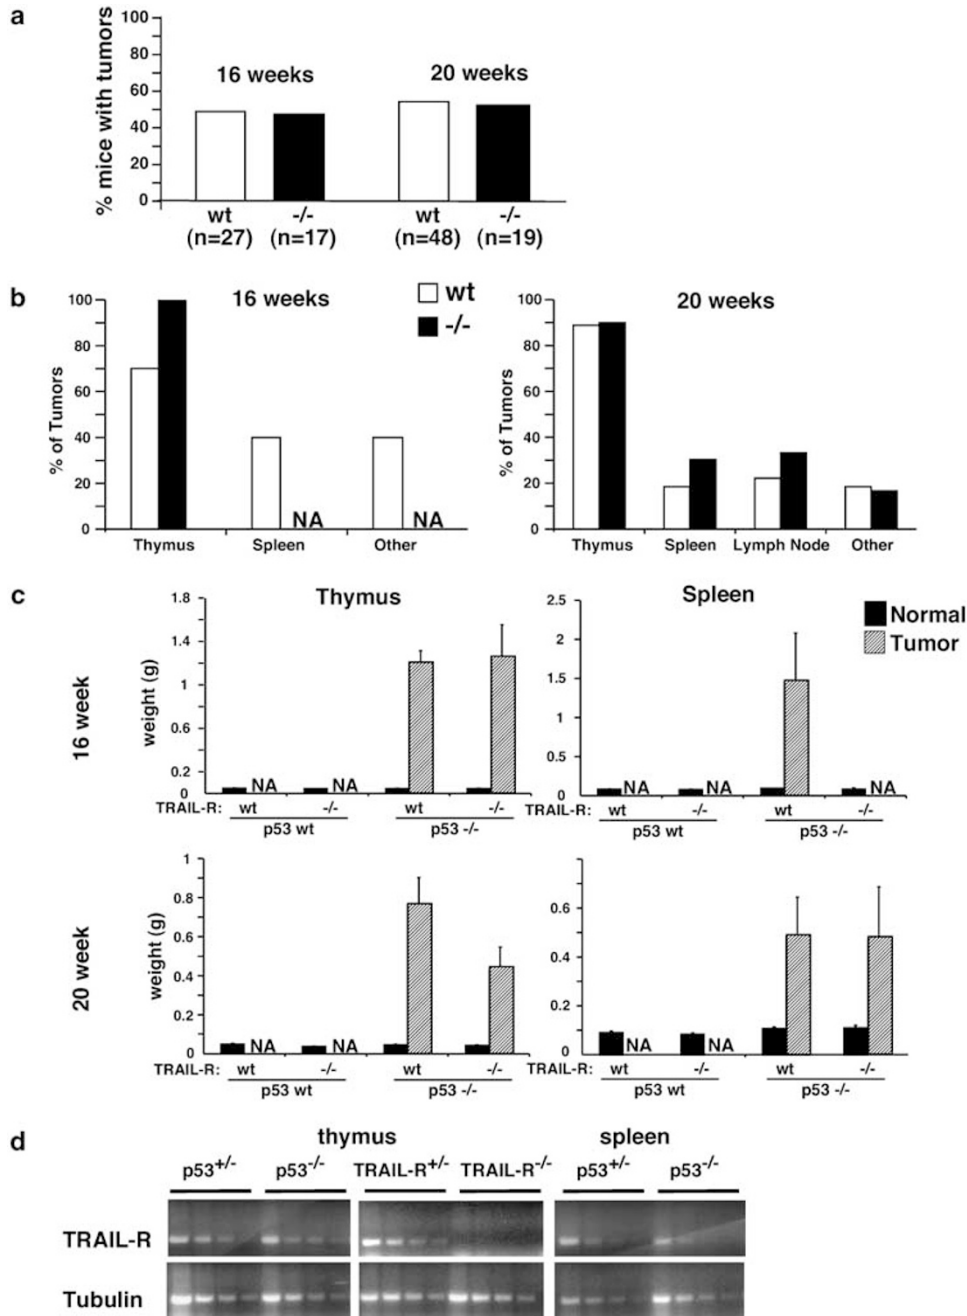 a
% mice with tumors
100
80
60
40
20
0
16 weeks
20 weeks
wt -/- wt -/-
(n=27) (n=17) (n=48) (n=19)
b
% of Tumors
100
80
60
40
20
0
16 weeks
NA NA
Thymus Spleen Other
wt
-/-
% of Tumors
100
80
60
40
20
0
20 weeks
Thymus Spleen Lymph Node Other
c
16 week
Thymus
weight (g)
1.8
1.4
1
0.6
0.2
0
NA NA
TRAIL-R: wt -/- wt -/-
p53 wt p53 -/-
Spleen
2.5
2
1.5
1
0.5
0
NA NA NA
TRAIL-R: wt -/- wt -/-
p53 wt p53 -/-
Normal
Tumor
20 week
weight (g)
1
0.8
0.6
0.4
0.2
0
NA NA
TRAIL-R: wt -/- wt -/-
p53 wt p53 -/-
0.6
0.4
0.2
0
NA NA
TRAIL-R: wt -/- wt -/-
p53 wt p53 -/-
d
thymus spleen
p53+/- p53-/- TRAIL-R+/- TRAIL-R-/- p53+/- p53-/-
TRAIL-R
Tubulin